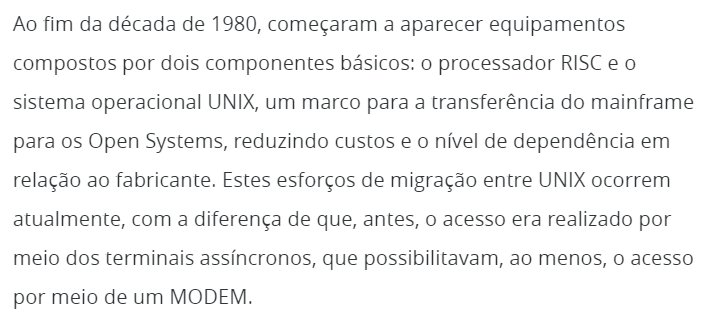 Ao fim da década de 1980, começaram a aparecer equipamentos
compostos por dois componentes básicos: o processador RISC e o
sistema operacional UNIX, um marco para a transferência do mainframe
para os Open Systems, reduzindo custos e o nível de dependência em
relação ao fabricante. Estes esforços de migração entre UNIX ocorrem
atualmente, com a diferença de que, antes, o acesso era realizado por
meio dos terminais assíncronos, que possibilitavam, ao menos, o acesso
por meio de um MODEM.